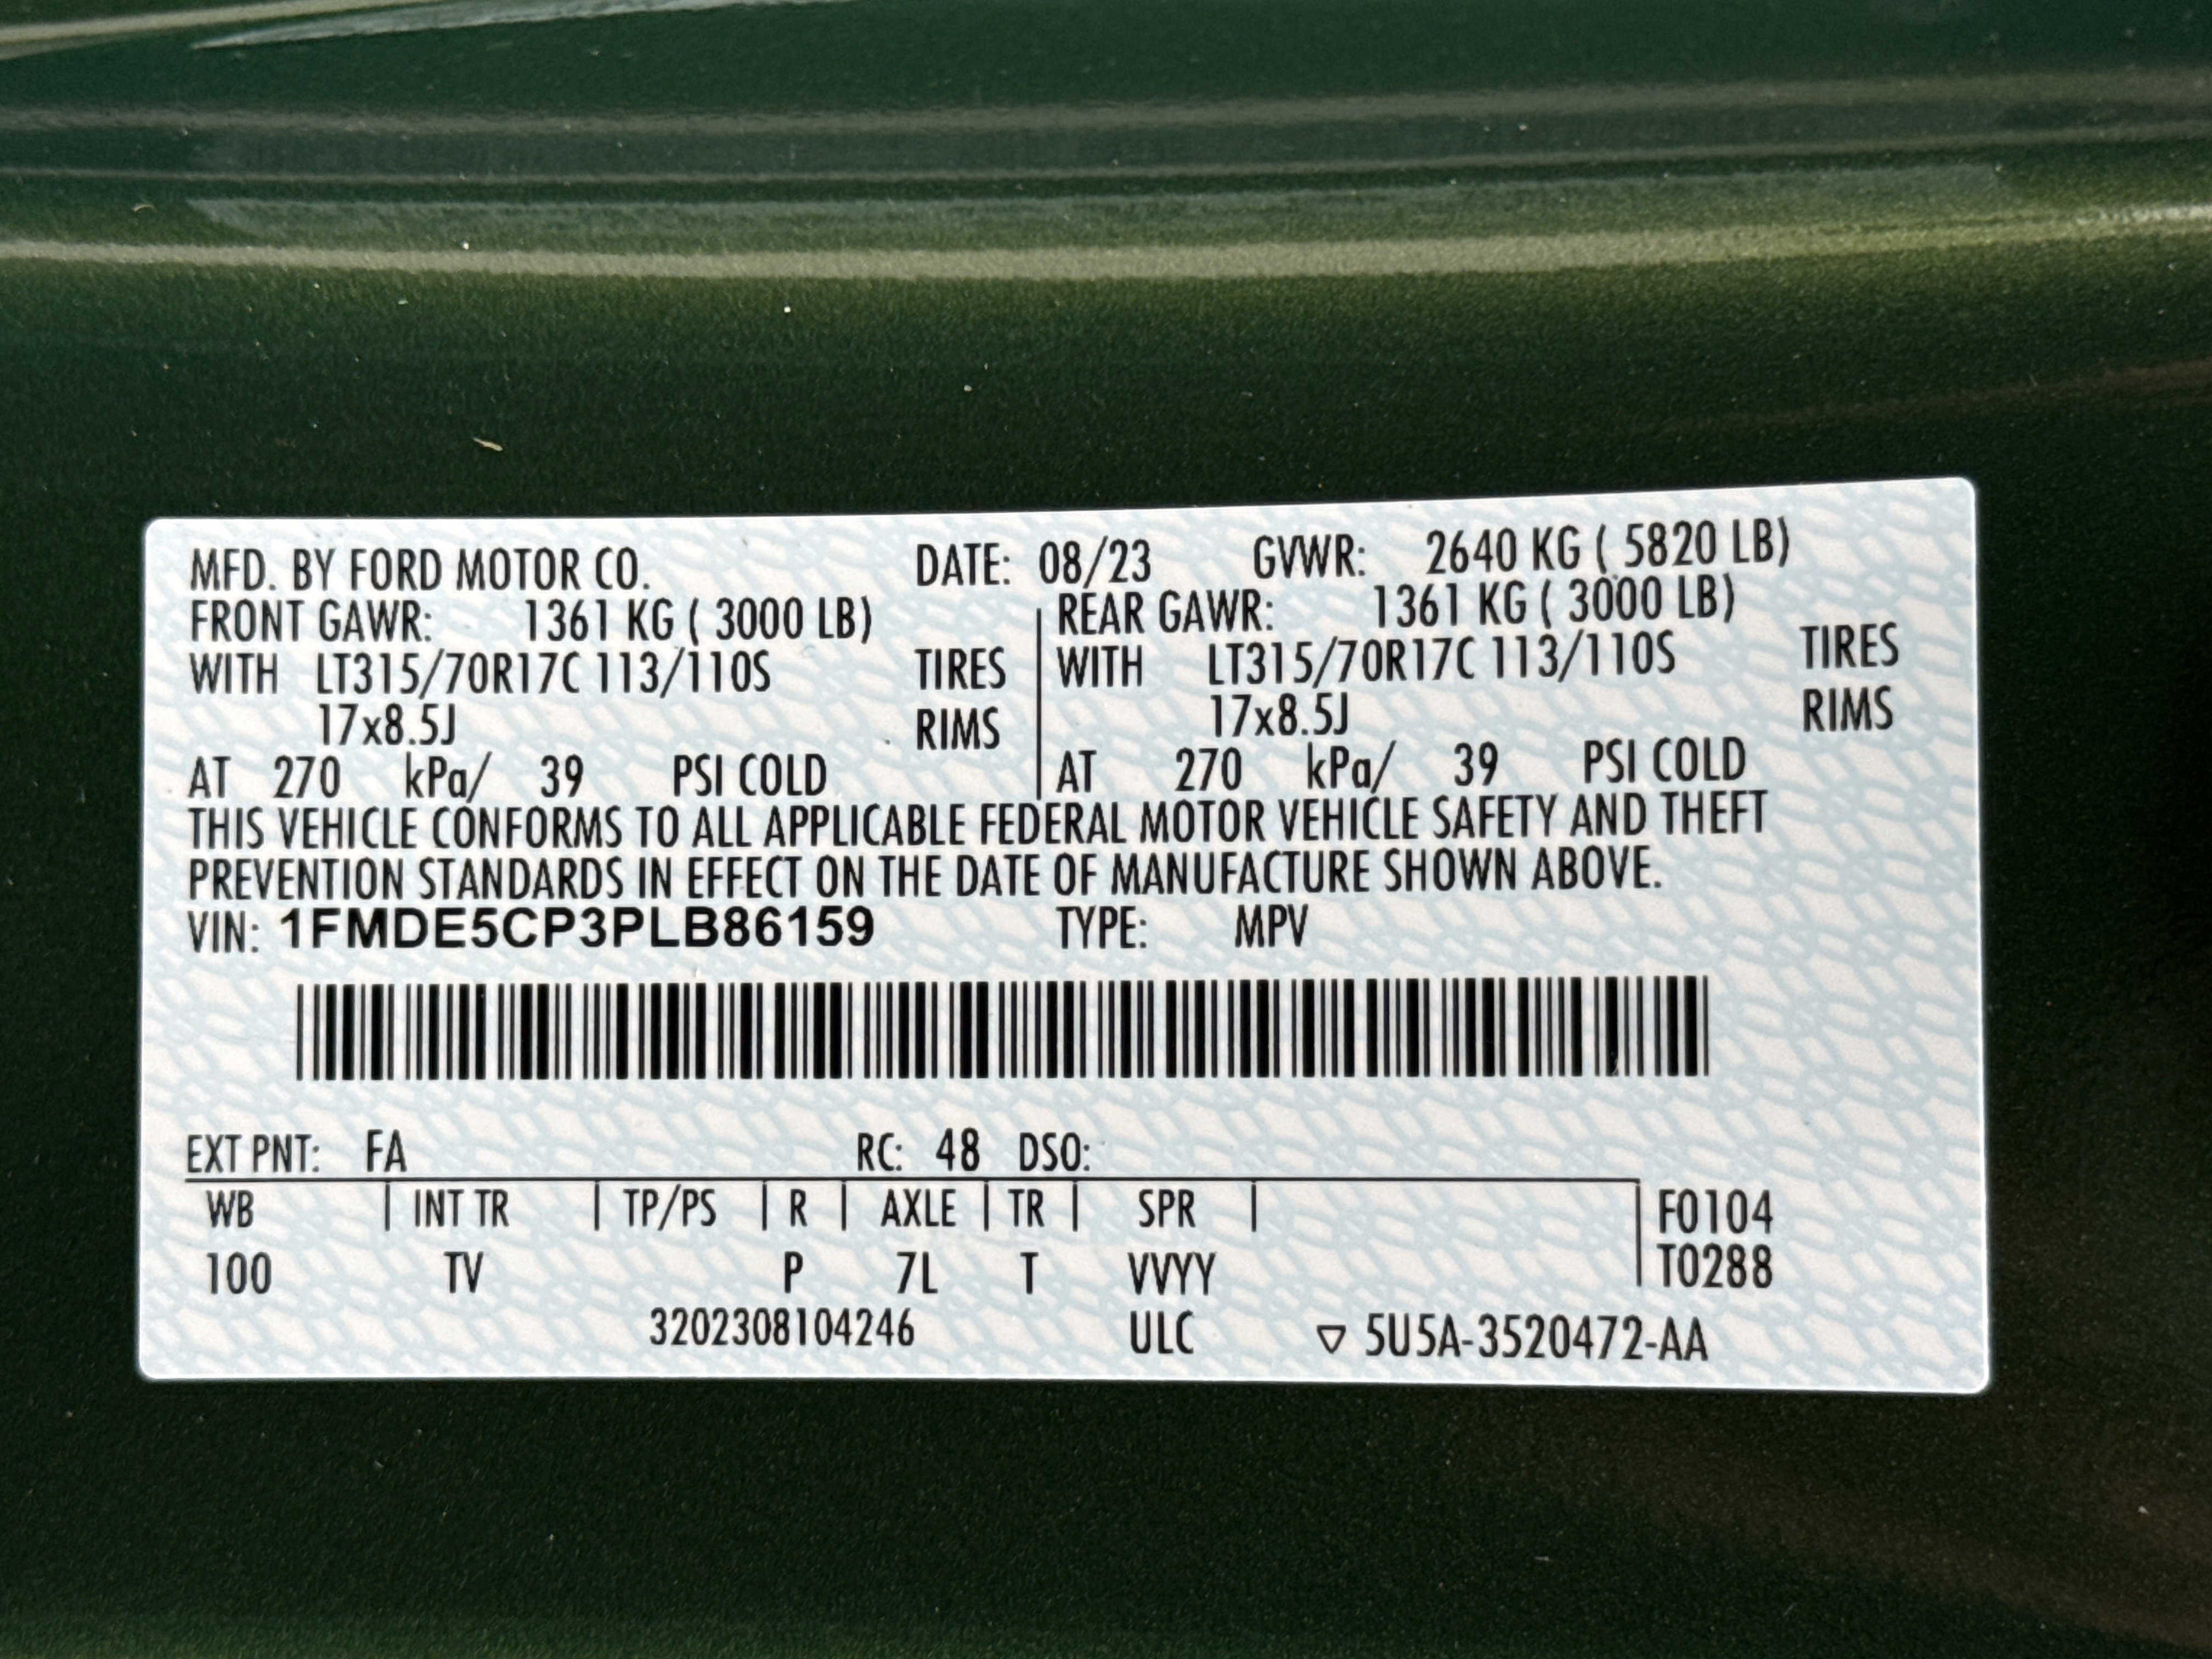 MFD. BY FORD MOTOR CO. DATE: 08/23 GVWR: 2640 KG ( 5820 LB)
FRONT GAWR: 1361 KG ( 3000 LB) REAR GAWR: 1361 KG ( 3000 LB)
WITH LT315/70R17C 113/110S TIRES WITH LT315/70R17C 113/110S TIRES
17x8.5J RIMS 17x8.5J RIMS
AT 270 kPa/ 39 PSI COLD AT 270 kPa/ 39 PSI COLD
THIS VEHICLE CONFORMS TO ALL APPLICABLE FEDERAL MOTOR VEHICLE SAFETY AND THEFT
PREVENTION STANDARDS IN EFFECT ON THE DATE OF MANUFACTURE SHOWN ABOVE.
VIN: 1FMDE5CP3PLB86159 TYPE: MPV
EXT PNT: FA RC: 48 DSO:
WB INT TR TP/PS R AXLE TR SPR F0104
100 TV P 7L T VVYY T0288
3202308104246 ULC ▽ 5U5A-3520472-AA